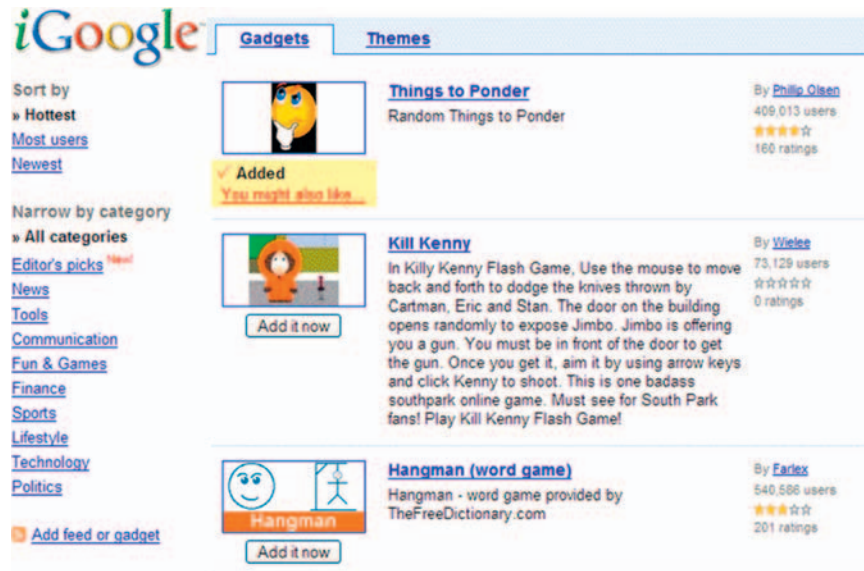 iGoogle™
Gadgets
Themes
Sort by
» Hottest
Most users
Newest
Narrow by category
» All categories
Editor's picks New!
News
Tools
Communication
Fun & Games
Finance
Sports
Lifestyle
Technology
Politics
Add feed or gadget
Things to Ponder
Random Things to Ponder
By Phillip Olsen
409,013 users
160 ratings
Added
You might also like...
Kill Kenny
In Killy Kenny Flash Game, Use the mouse to move
back and forth to dodge the knives thrown by
Cartman, Eric and Stan. The door on the building
opens randomly to expose Jimbo. Jimbo is offering
you a gun. You must be in front of the door to get
the gun. Once you get it, aim it by using arrow keys
and click Kenny to shoot. This is one badass
southpark online game. Must see for South Park
fans! Play Kill Kenny Flash Game!
By Wielee
73,129 users
0 ratings
Add it now
Hangman (word game)
Hangman - word game provided by
TheFreeDictionary.com
By Farlex
540,586 users
201 ratings
Hangman
Add it now